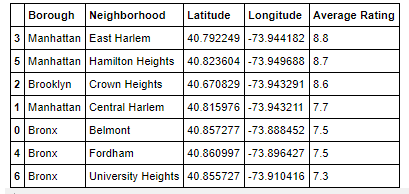 Borough Neighborhood Latitude Longitude Average Rating
3 Manhattan East Harlem 40.792249 -73.944182 8.8
5 Manhattan Hamilton Heights 40.823604 -73.949688 8.7
2 Brooklyn Crown Heights 40.670829 -73.943291 8.6
1 Manhattan Central Harlem 40.815976 -73.943211 7.7
0 Bronx Belmont 40.857277 -73.888452 7.5
4 Bronx Fordham 40.860997 -73.896427 7.5
6 Bronx University Heights 40.855727 -73.910416 7.3